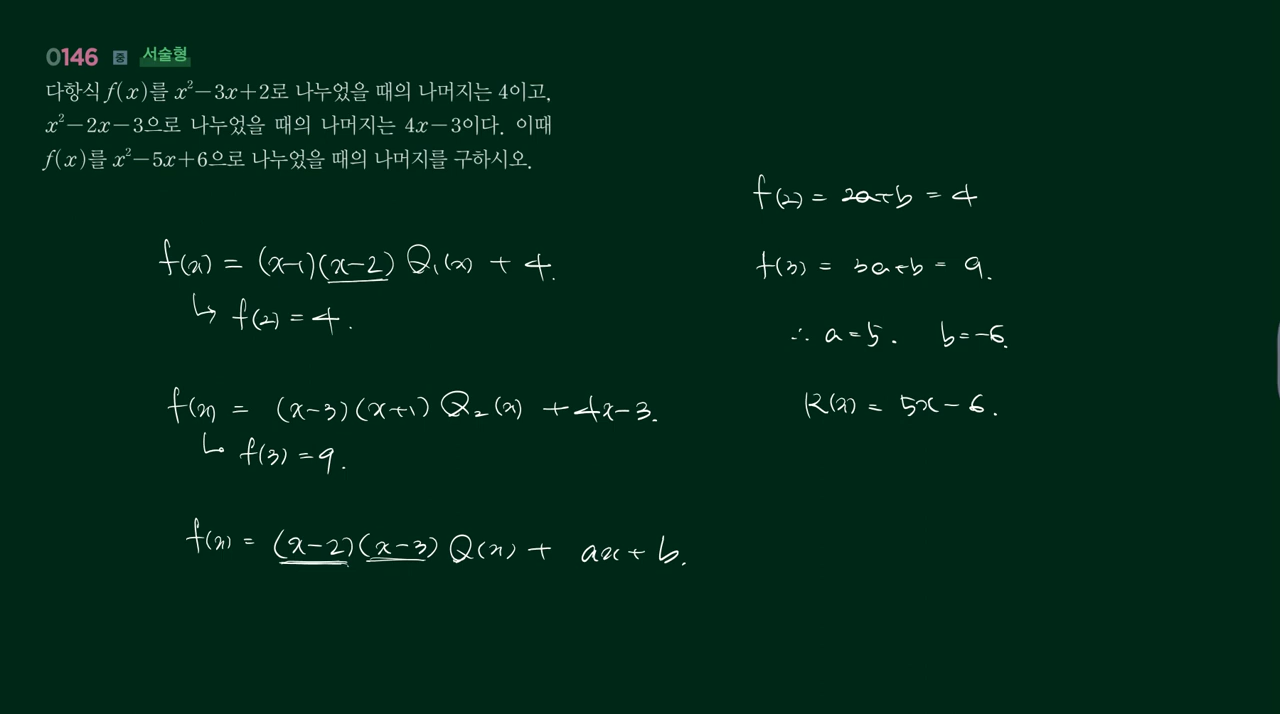 0146 중 서술형
다항식 f(x)를 x²-3x+2로 나누었을 때의 나머지는 4이고,
x²-2x-3으로 나누었을 때의 나머지는 4x-3이다. 이때
f(x)를 x²-5x+6으로 나누었을 때의 나머지를 구하시오.
f(x) = (x-1)(x-2) Q₁(x) + 4.
↳ f(2) = 4.
f(x) = (x-3)(x+1) Q₂(x) + 4x-3.
↳ f(3) = 9.
f(x) = (x-2)(x-3) Q(x) + ax + b.
f(2) = 2a+b = 4
f(3) = 3a+b = 9.
∴ a=5. b=-6.
R(x) = 5x-6.